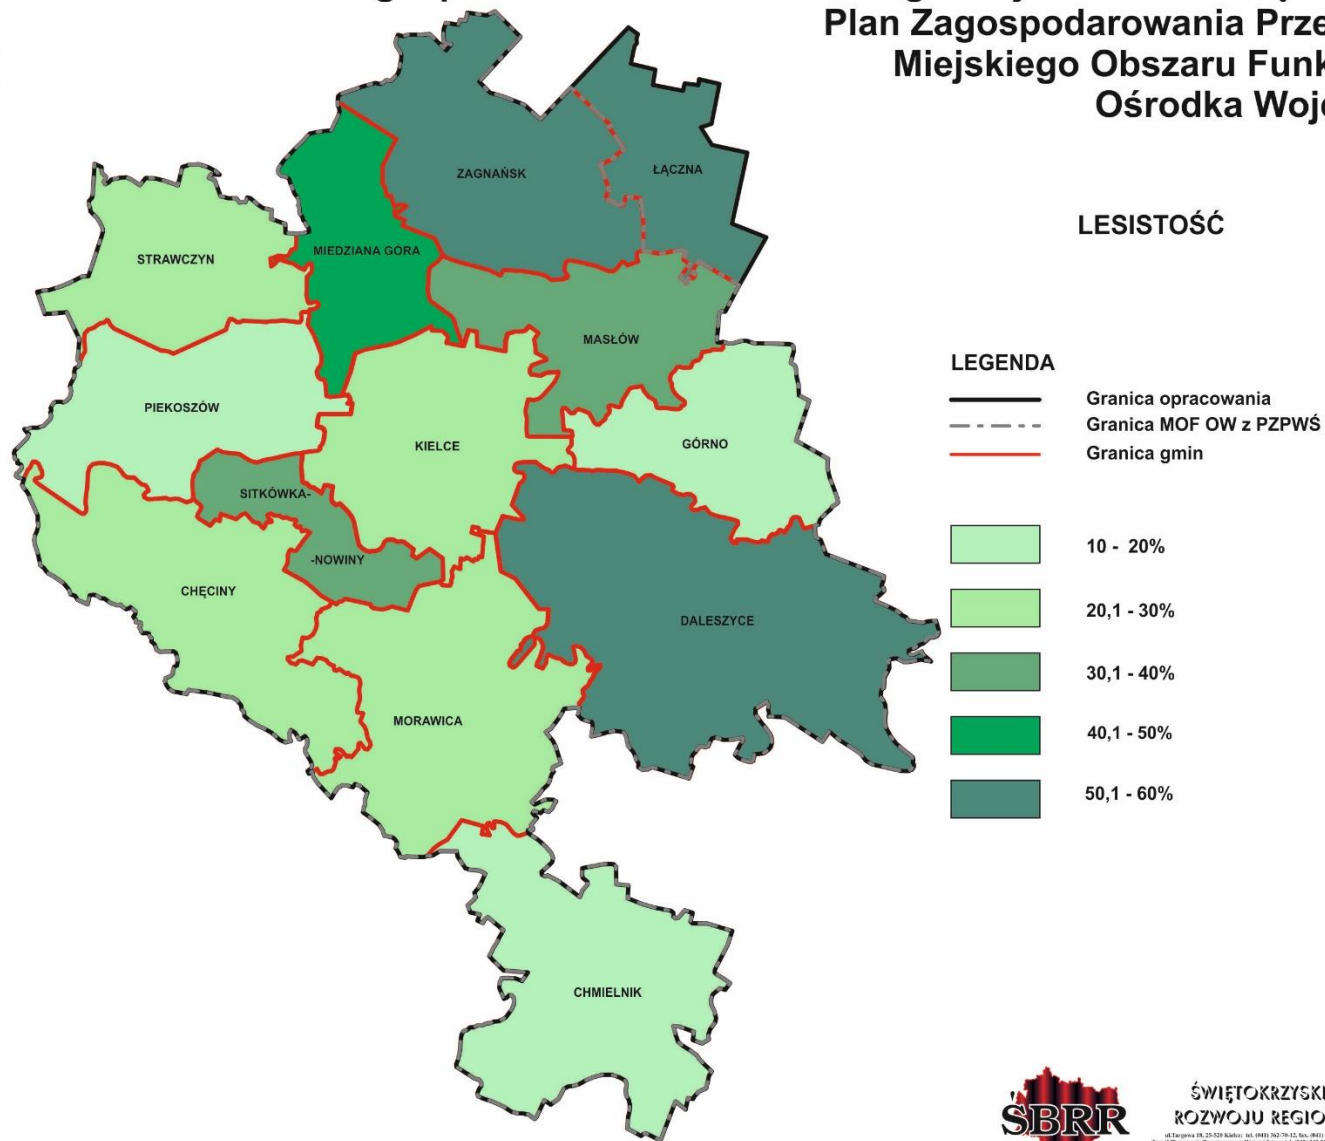 Plan Zagospodarowania Prze
Miejskiego Obszaru Funk
Ośrodka Woj
LESISTOŚĆ
ZAGNAŃSK
ŁĄCZNA
MIEDZIANA GÓRA
STRAWCZYN
MASŁÓW
PIEKOSZÓW
KIELCE
GÓRNO
SITKÓWKA-
-NOWINY
CHĘCINY
DALESZYCE
MORAWICA
CHMIELNIK
LEGENDA
Granica opracowania
Granica MOF OW z PZPWŚ
Granica gmin
10 - 20%
20,1 - 30%
30,1 - 40%
40,1 - 50%
50,1 - 60%
ŚBRR
ŚWIĘTOKRZYSKI
ROZWOJU REGIO